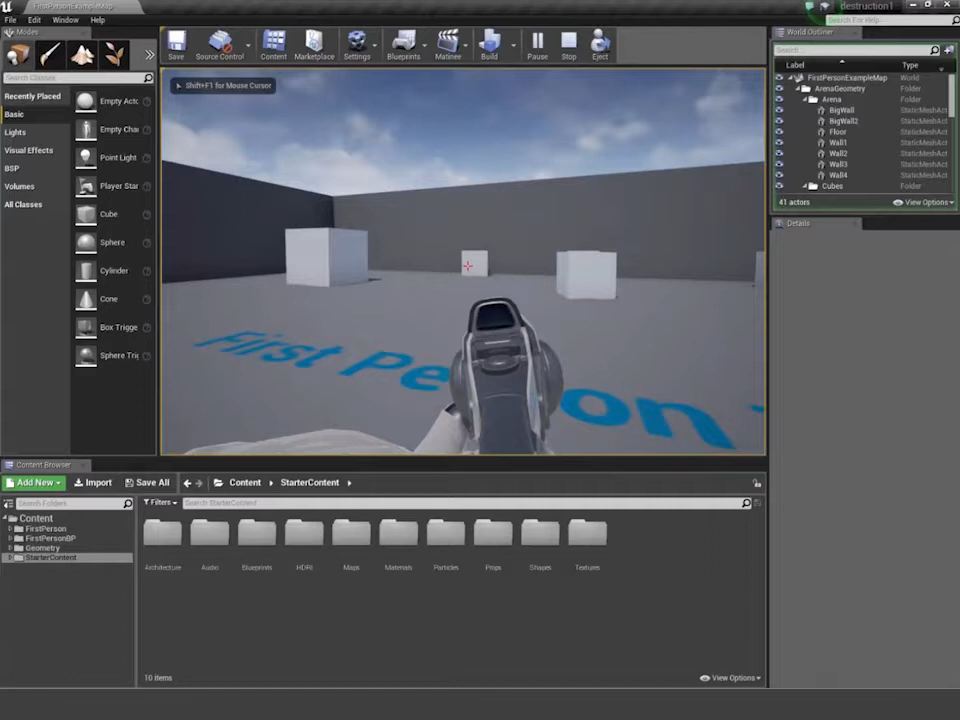 FirstPersonExampleMap
destruction1
File Edit Window Help
Search For Help
Modes
World Outliner
Save Source Control Content Marketplace Settings Blueprints Matinee Build Pause Stop Eject
Search Classes
Search...
Label Type
Recently Placed
Basic
Lights
Visual Effects
BSP
Volumes
All Classes
Empty Acto
Empty Char
Point Light
Player Star
Cube
Sphere
Cylinder
Cone
Box Trigge
Sphere Trig
Shift+F1 for Mouse Cursor
First Person T
FirstPersonExampleMap World
ArenaGeometry Folder
Arena Folder
BigWall StaticMeshAct
BigWall2 StaticMeshAct
Floor StaticMeshAct
Wall1 StaticMeshAct
Wall2 StaticMeshAct
Wall3 StaticMeshAct
Wall4 StaticMeshAct
Cubes Folder
41 actors View Options
Details
Content Browser
Add New Import Save All Content StarterContent
Search Folders
Filters Search StarterContent
Content
FirstPerson
FirstPersonBP
Geometry
StarterContent
Architecture Audio Blueprints HDRI Maps Materials Particles Props Shapes Textures
10 items View Options